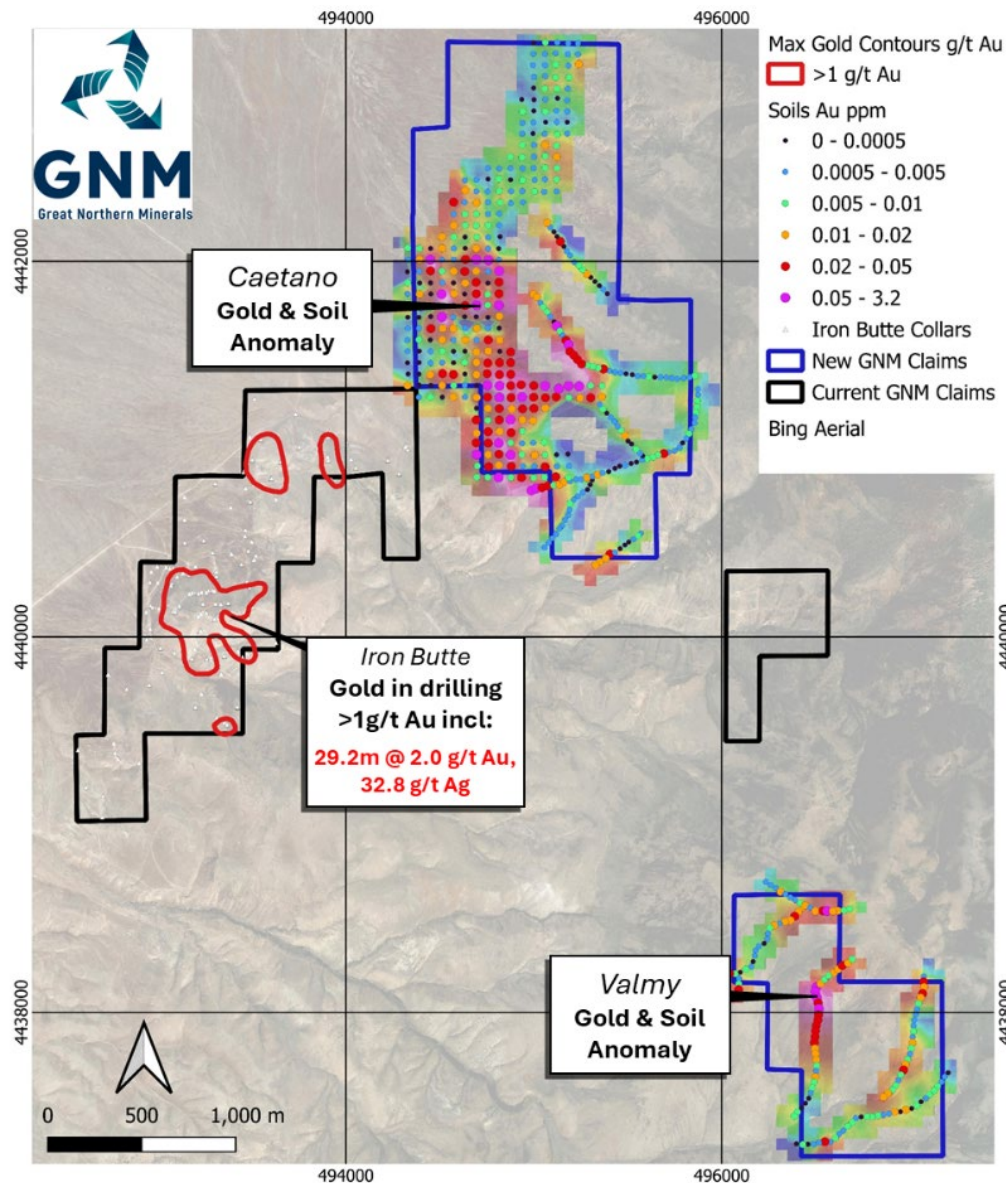 494000
496000
GNM
Great Northern Minerals
Max Gold Contours g/t Au
>1 g/t Au
Soils Au ppm
0 - 0.0005
0.0005 - 0.005
0.005 - 0.01
0.01 - 0.02
0.02 - 0.05
0.05 - 3.2
Iron Butte Collars
New GNM Claims
Current GNM Claims
Bing Aerial
4442000
Caetano
Gold & Soil
Anomaly
4440000
4440000
Iron Butte
Gold in drilling
>1g/t Au incl:
29.2m @ 2.0 g/t Au,
32.8 g/t Ag
4438000
4438000
Valmy
Gold & Soil
Anomaly
0 500 1,000 m
494000
496000